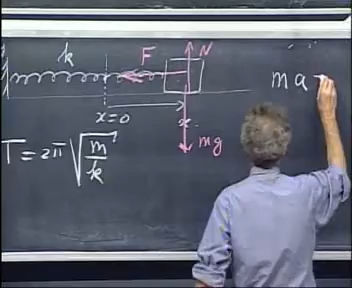 k F N
m a =
x=0 x
mg
T = 2π √(m/k)